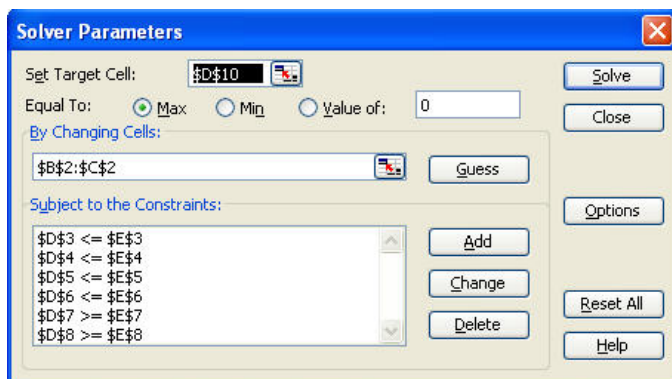 Solver Parameters
Set Target Cell: $D$10 Solve
Equal To: Max Min Value of: 0 Close
By Changing Cells:
$B$2:$C$2 Guess
Subject to the Constraints: Options
$D$3 <= $E$3 Add
$D$4 <= $E$4
$D$5 <= $E$5 Change
$D$6 <= $E$6 Reset All
$D$7 >= $E$7 Delete
$D$8 >= $E$8 Help